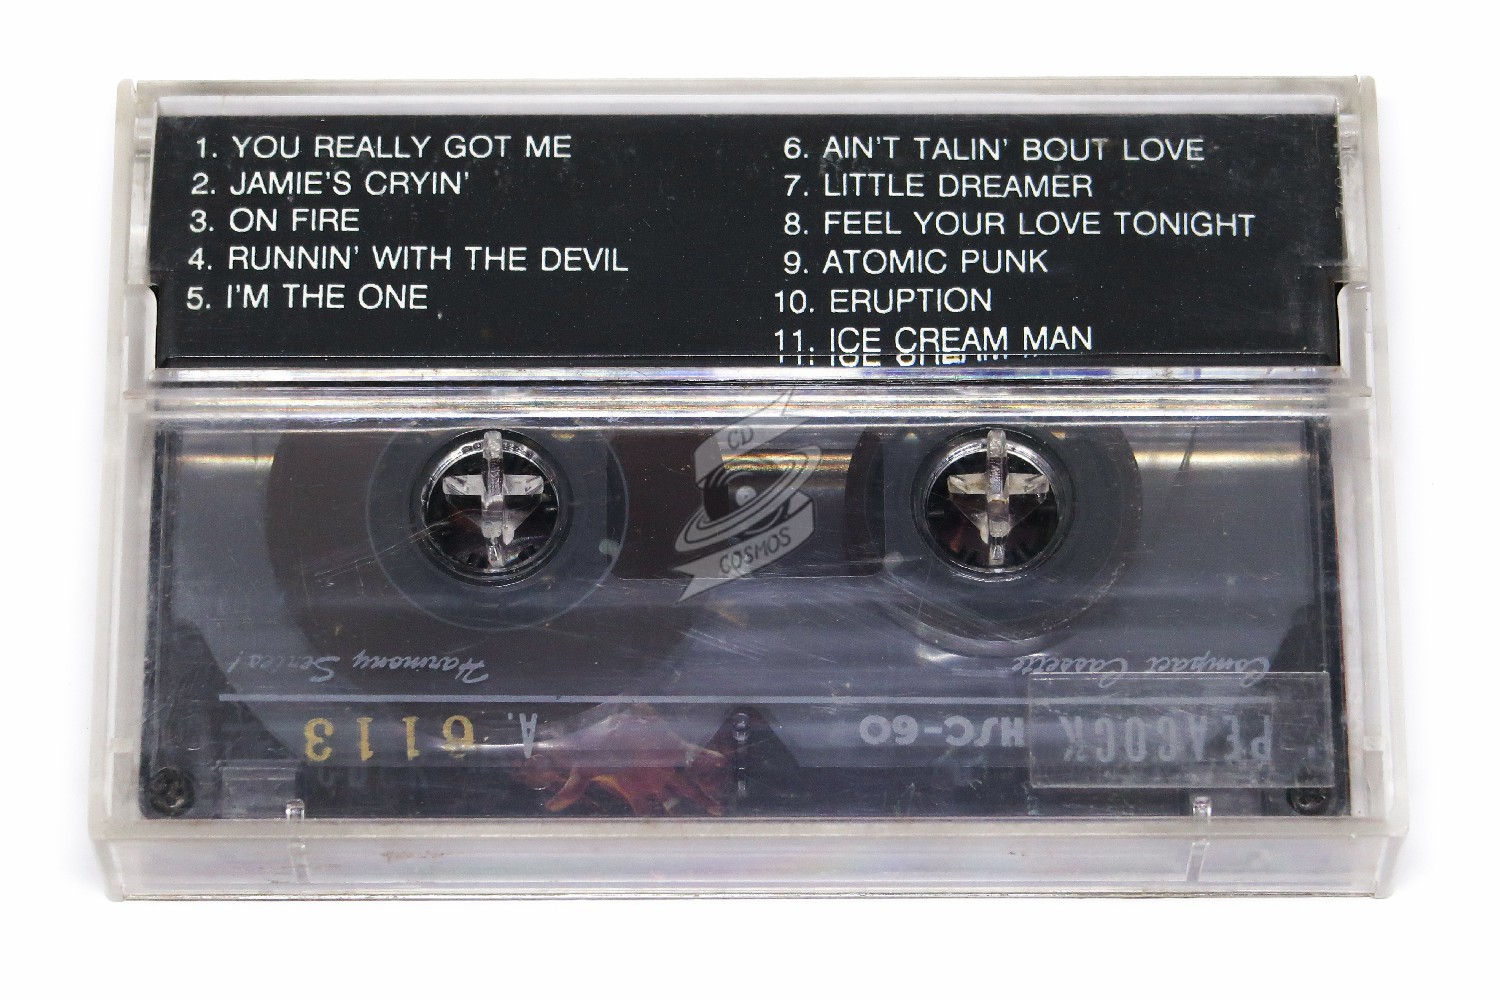 1. YOU REALLY GOT ME
2. JAMIE'S CRYIN'
3. ON FIRE
4. RUNNIN' WITH THE DEVIL
5. I'M THE ONE
6. AIN'T TALIN' BOUT LOVE
7. LITTLE DREAMER
8. FEEL YOUR LOVE TONIGHT
9. ATOMIC PUNK
10. ERUPTION
11. ICE CREAM MAN
CD
COSMOS
Compact Cassette
Harmony Series!
PEACOCK HSC-60
A. 6113